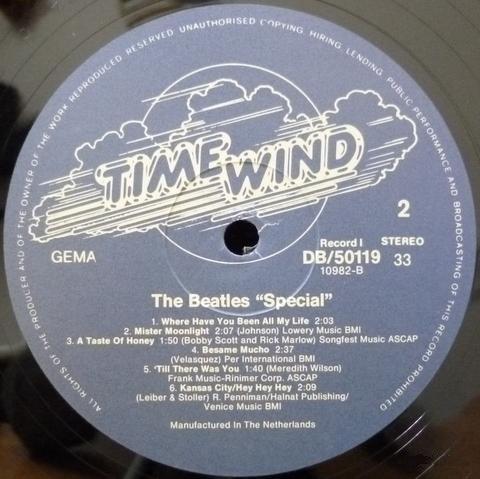 ALL RIGHTS OF THE PRODUCER AND OF THE OWNER OF THE WORK REPRODUCED RESERVED UNAUTHORISED COPYING, HIRING, LENDING, PUBLIC PERFORMANCE AND BROADCASTING OF THIS RECORD PROHIBITED
TIME WIND
2
GEMA
Record I STEREO
DB/50119 33
10982-B
The Beatles “Special”
1. Where Have You Been All My Life 2:03
2. Mister Moonlight 2:07 (Johnson) Lowery Music BMI
3. A Taste Of Honey 1:50 (Bobby Scott and Rick Marlow) Songfest Music ASCAP
4. Besame Mucho 2:37
(Velasquez) Per International BMI
5. 'Till There Was You 1:40 (Meredith Wilson)
Frank Music-Rinimer Corp. ASCAP
6. Kansas City/Hey Hey Hey 2:09
(Leiber & Stoller) R. Penniman/Halnat Publishing/
Venice Music BMI
Manufactured In The Netherlands